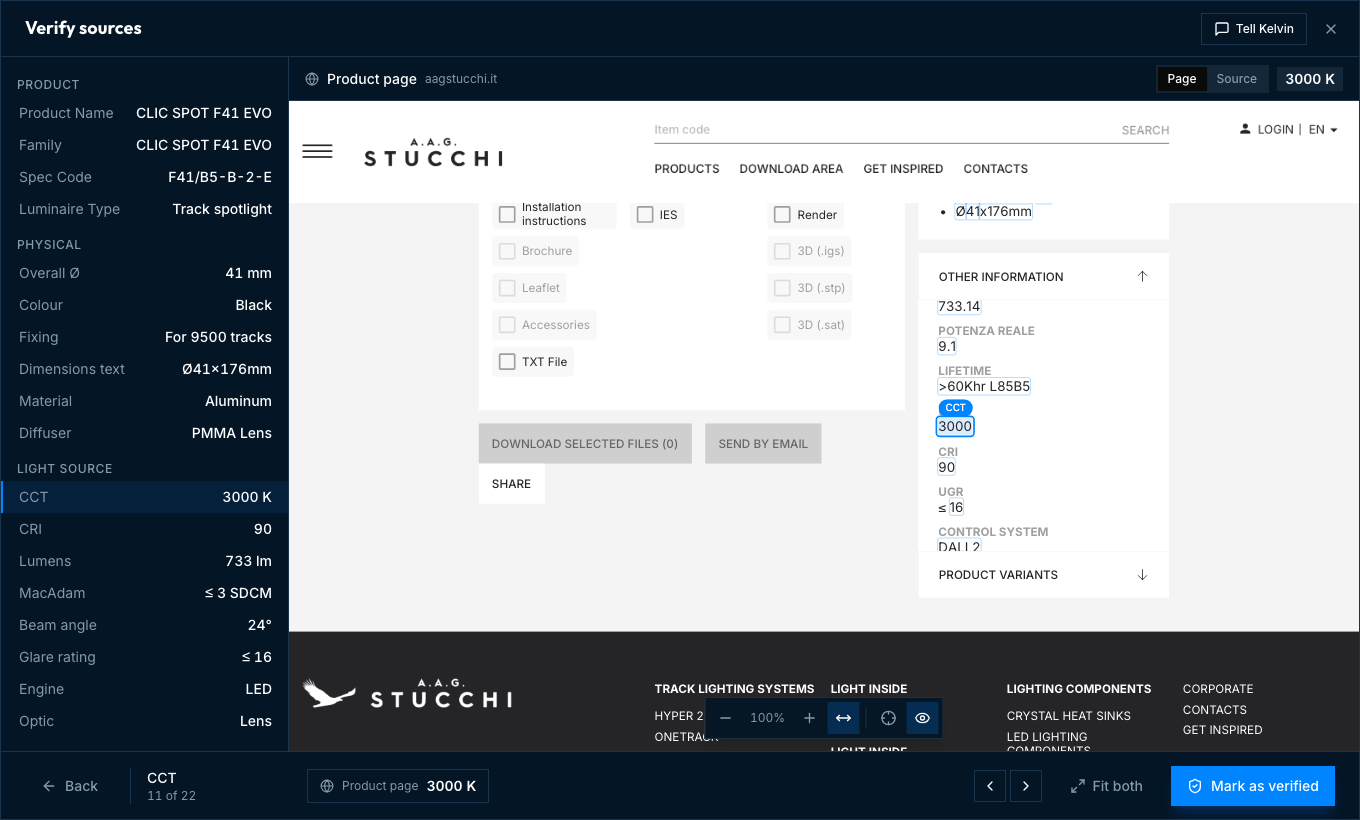 Verify sources
Tell Kelvin
PRODUCT
Product Name CLIC SPOT F41 EVO
Family CLIC SPOT F41 EVO
Spec Code F41/B5-B-2-E
Luminaire Type Track spotlight
PHYSICAL
Overall Ø 41 mm
Colour Black
Fixing For 9500 tracks
Dimensions text Ø41×176mm
Material Aluminum
Diffuser PMMA Lens
LIGHT SOURCE
CCT 3000 K
CRI 90
Lumens 733 lm
MacAdam ≤ 3 SDCM
Beam angle 24°
Glare rating ≤ 16
Engine LED
Optic Lens
Product page aagstucchi.it
Page Source 3000 K
A.A.G.
STUCCHI
Item code SEARCH
LOGIN | EN
PRODUCTS DOWNLOAD AREA GET INSPIRED CONTACTS
Installation
instructions
IES
Render
Brochure
3D (.igs)
Leaflet
3D (.stp)
Accessories
3D (.sat)
TXT File
DOWNLOAD SELECTED FILES (0)
SEND BY EMAIL
SHARE
• Ø41x176mm
OTHER INFORMATION
733.14
POTENZA REALE
9.1
LIFETIME
>60Khr L85B5
CCT
3000
CRI
90
UGR
≤ 16
CONTROL SYSTEM
DALI 2
PRODUCT VARIANTS
A.A.G.
STUCCHI
TRACK LIGHTING SYSTEMS
HYPER 2
ONETRACK
LIGHT INSIDE
LIGHT INSIDE
LIGHTING COMPONENTS
CRYSTAL HEAT SINKS
LED LIGHTING
COMPONENTS
CORPORATE
CONTACTS
GET INSPIRED
100%
Back
CCT
11 of 22
Product page 3000 K
Fit both
Mark as verified